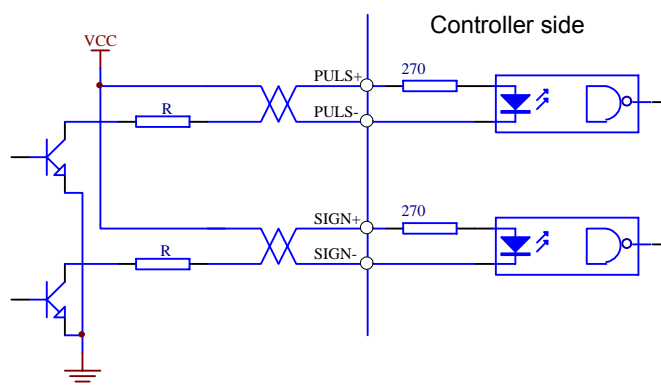 Controller side
VCC
PULS+
270
R
PULS-
SIGN+
270
R
SIGN-